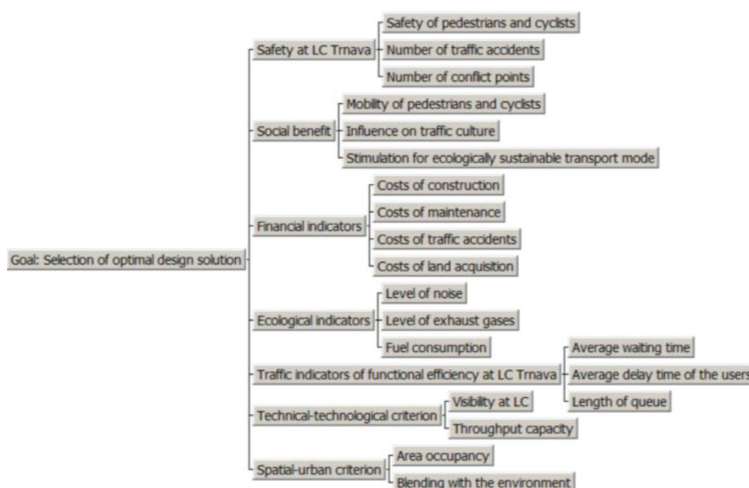 Safety of pedestrians and cyclists
Safety at LC Trnava
Number of traffic accidents
Number of conflict points
Mobility of pedestrians and cyclists
Social benefit
Influence on traffic culture
Stimulation for ecologically sustainable transport mode
Costs of construction
Costs of maintenance
Financial indicators
Costs of traffic accidents
Costs of land acquisition
Goal: Selection of optimal design solution
Level of noise
Ecological indicators
Level of exhaust gases
Fuel consumption
Average waiting time
Traffic indicators of functional efficiency at LC Trnava
Average delay time of the users
Length of queue
Visibility at LC
Technical-technological criterion
Throughput capacity
Area occupancy
Spatial-urban criterion
Blending with the environment